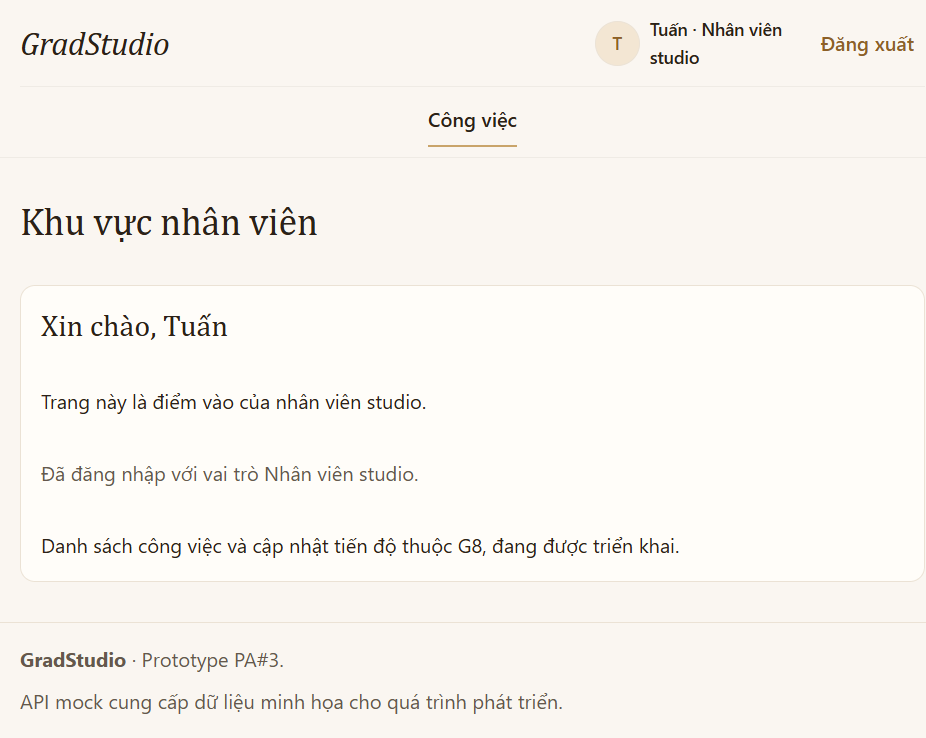 GradStudio
T
Tuấn · Nhân viên
studio
Đăng xuất
Công việc
Khu vực nhân viên
Xin chào, Tuấn
Trang này là điểm vào của nhân viên studio.
Đã đăng nhập với vai trò Nhân viên studio.
Danh sách công việc và cập nhật tiến độ thuộc G8, đang được triển khai.
GradStudio · Prototype PA#3.
API mock cung cấp dữ liệu minh họa cho quá trình phát triển.